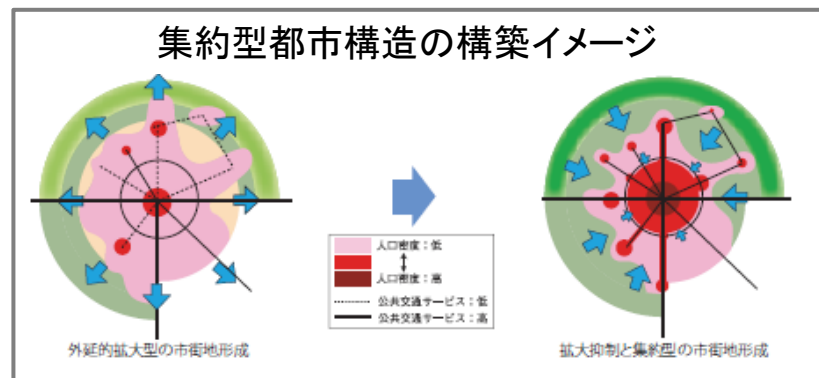 集約型都市構造の構築イメージ
人口密度：低
人口密度：高
公共交通サービス：低
公共交通サービス：高
外延的拡大型の市街地形成
拡大抑制と集約型の市街地形成